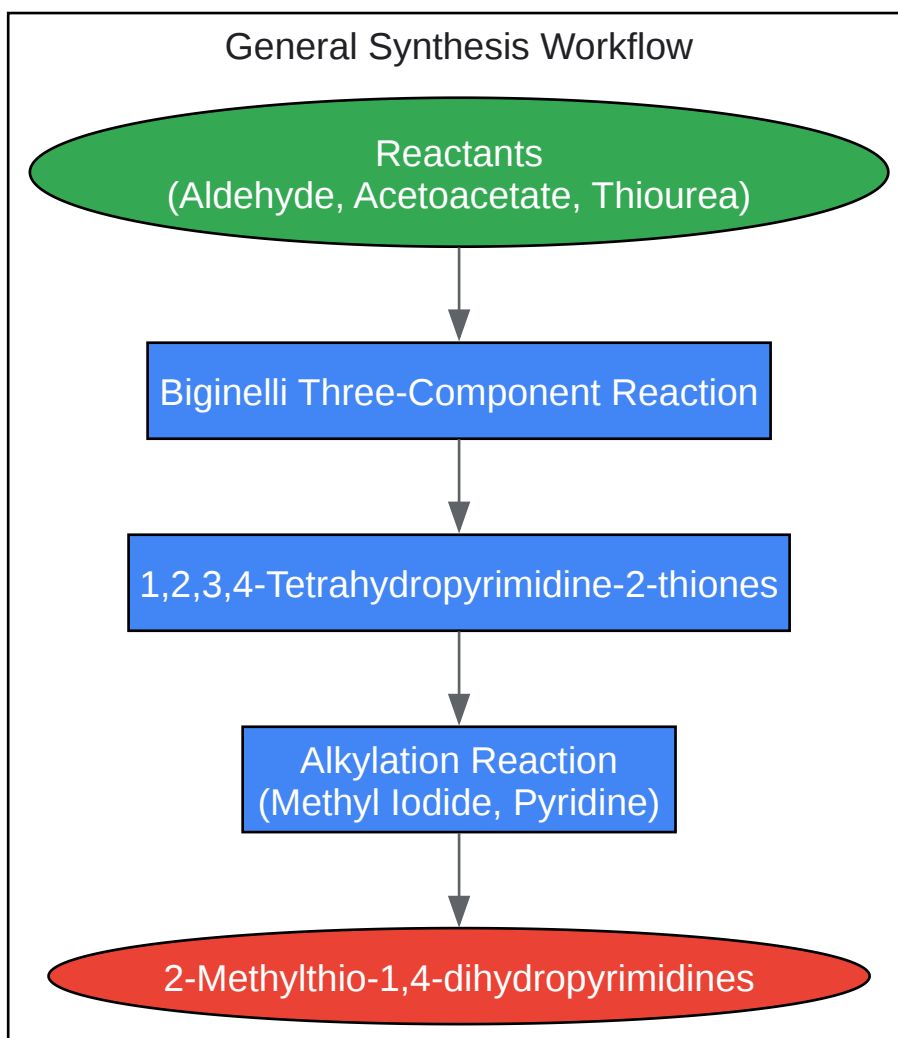 General Synthesis Workflow
Reactants
(Aldehyde, Acetoacetate, Thiourea)
Biginelli Three-Component Reaction
1,2,3,4-Tetrahydropyrimidine-2-thiones
Alkylation Reaction
(Methyl Iodide, Pyridine)
2-Methylthio-1,4-dihydropyrimidines